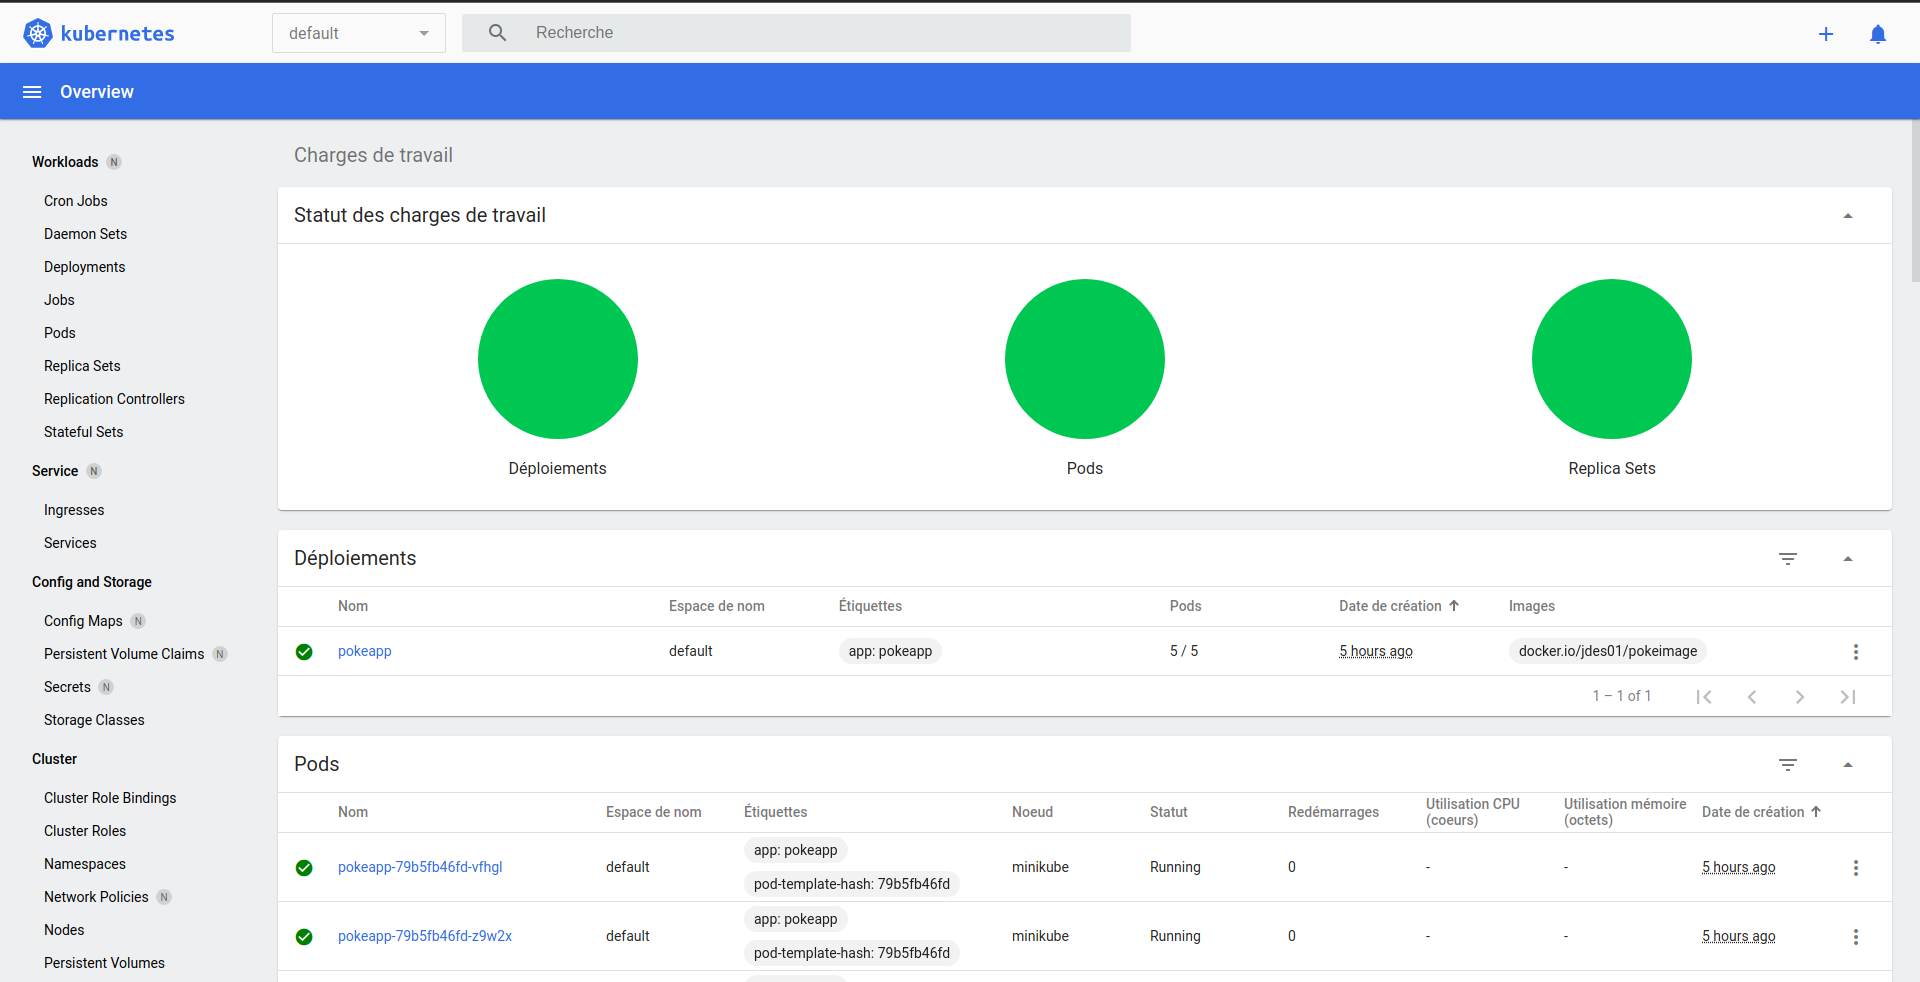 kubernetes
default
Recherche
Overview
Workloads N
Cron Jobs
Daemon Sets
Deployments
Jobs
Pods
Replica Sets
Replication Controllers
Stateful Sets
Service N
Ingresses
Services
Config and Storage
Config Maps N
Persistent Volume Claims N
Secrets N
Storage Classes
Cluster
Cluster Role Bindings
Cluster Roles
Namespaces
Network Policies N
Nodes
Persistent Volumes
Charges de travail
Statut des charges de travail
Déploiements
Pods
Replica Sets
Déploiements
Nom Espace de nom Étiquettes Pods Date de création Images
pokeapp default app: pokeapp 5 / 5 5 hours ago docker.io/jdes01/pokeimage
1 – 1 of 1
Pods
Nom Espace de nom Étiquettes Noeud Statut Redémarrages Utilisation CPU (coeurs) Utilisation mémoire (octets) Date de création
pokeapp-79b5fb46fd-vfhgl default app: pokeapp pod-template-hash: 79b5fb46fd minikube Running 0 - - 5 hours ago
pokeapp-79b5fb46fd-z9w2x default app: pokeapp pod-template-hash: 79b5fb46fd minikube Running 0 - - 5 hours ago